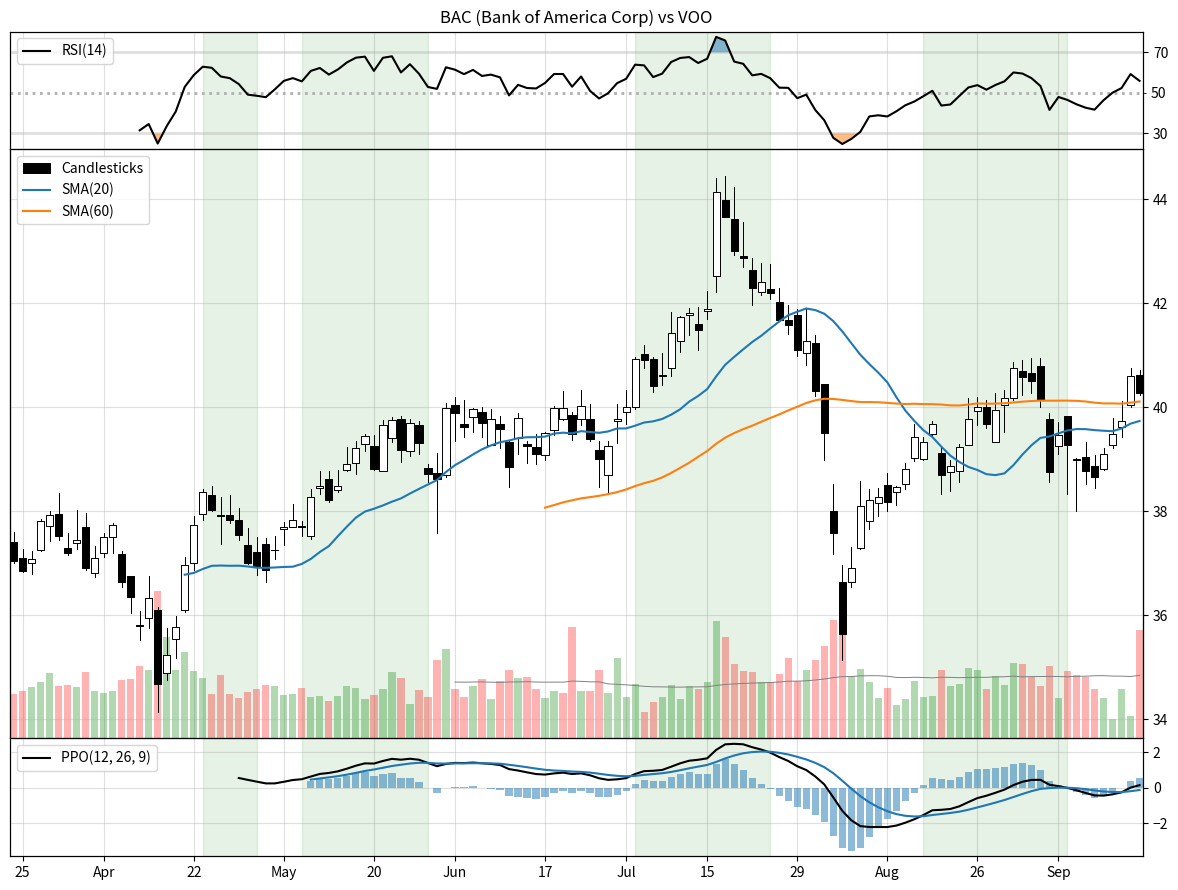 BAC (Bank of America Corp) vs VOO
RSI(14)
70
50
30
Candlesticks
SMA(20)
SMA(60)
44
42
40
38
36
34
PPO(12, 26, 9)
2
0
−2
25 Apr 22 May 20 Jun 17 Jul 15 29 Aug 26 Sep